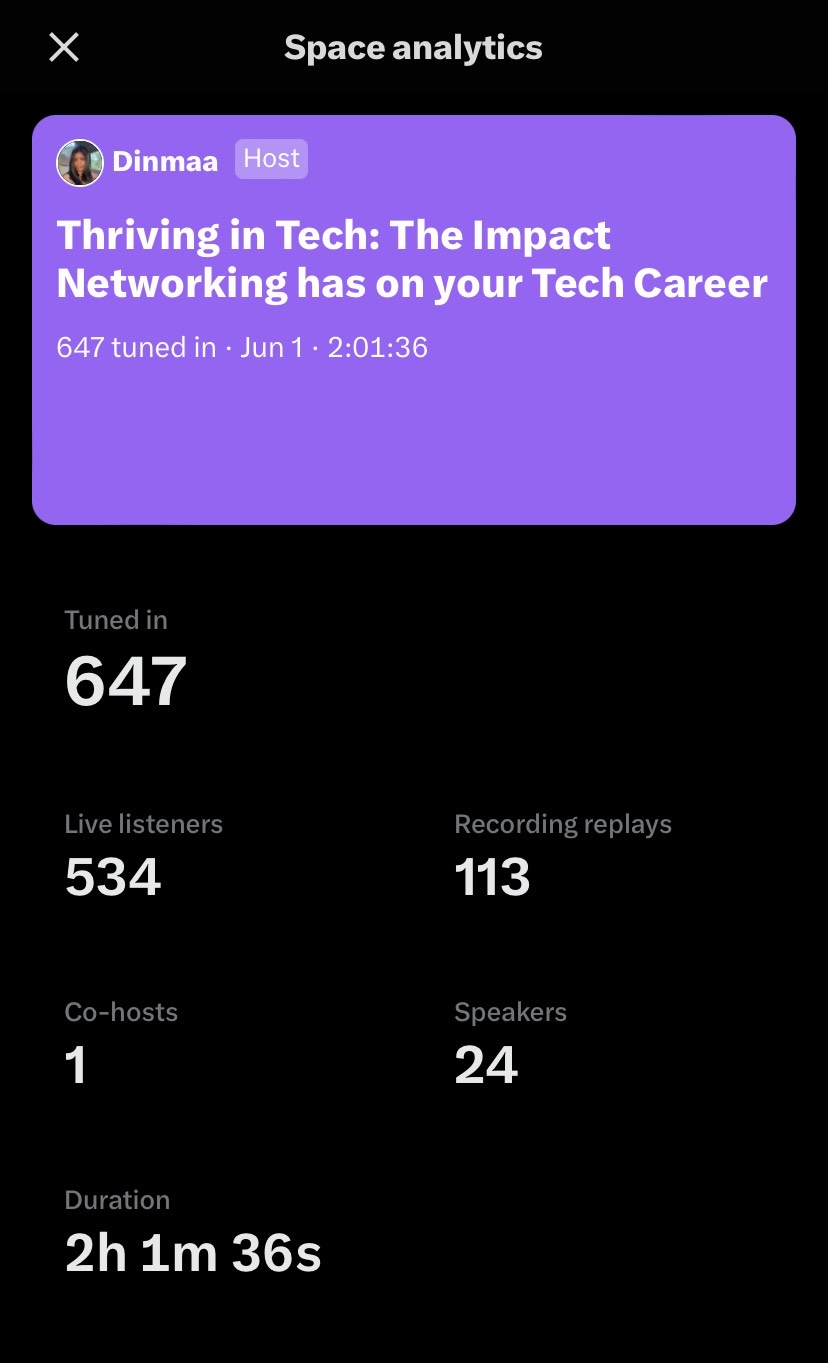 Space analytics
Dinmaa Host
Thriving in Tech: The Impact
Networking has on your Tech Career
647 tuned in · Jun 1 · 2:01:36
Tuned in
647
Live listeners
534
Recording replays
113
Co-hosts
1
Speakers
24
Duration
2h 1m 36s